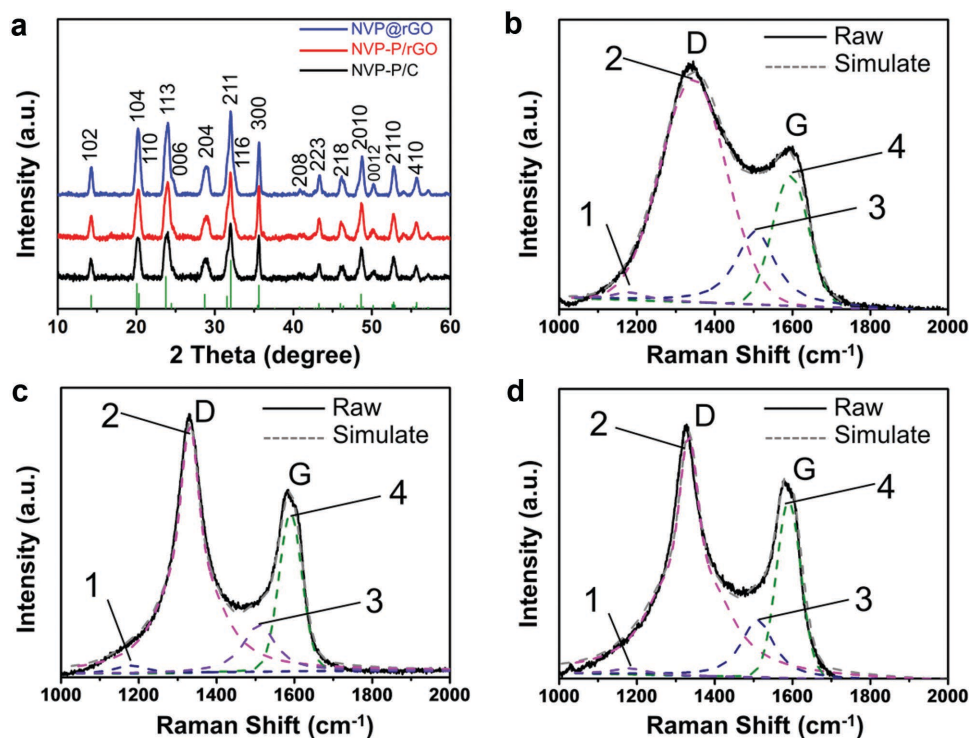 a
NVP@rGO
NVP-P/rGO
NVP-P/C
102
104
110
113
006
204
211
116
300
208
223
218
2010
0012
2110
410
Intensity (a.u.)
10 20 30 40 50 60
2 Theta (degree)
b
Raw
Simulate
D
G
1
2
3
4
Intensity (a.u.)
1000 1200 1400 1600 1800 2000
Raman Shift (cm⁻¹)
c
Raw
Simulate
D
G
1
2
3
4
Intensity (a.u.)
1000 1200 1400 1600 1800 2000
Raman Shift (cm⁻¹)
d
Raw
Simulate
D
G
1
2
3
4
Intensity (a.u.)
1000 1200 1400 1600 1800 2000
Raman Shift (cm⁻¹)